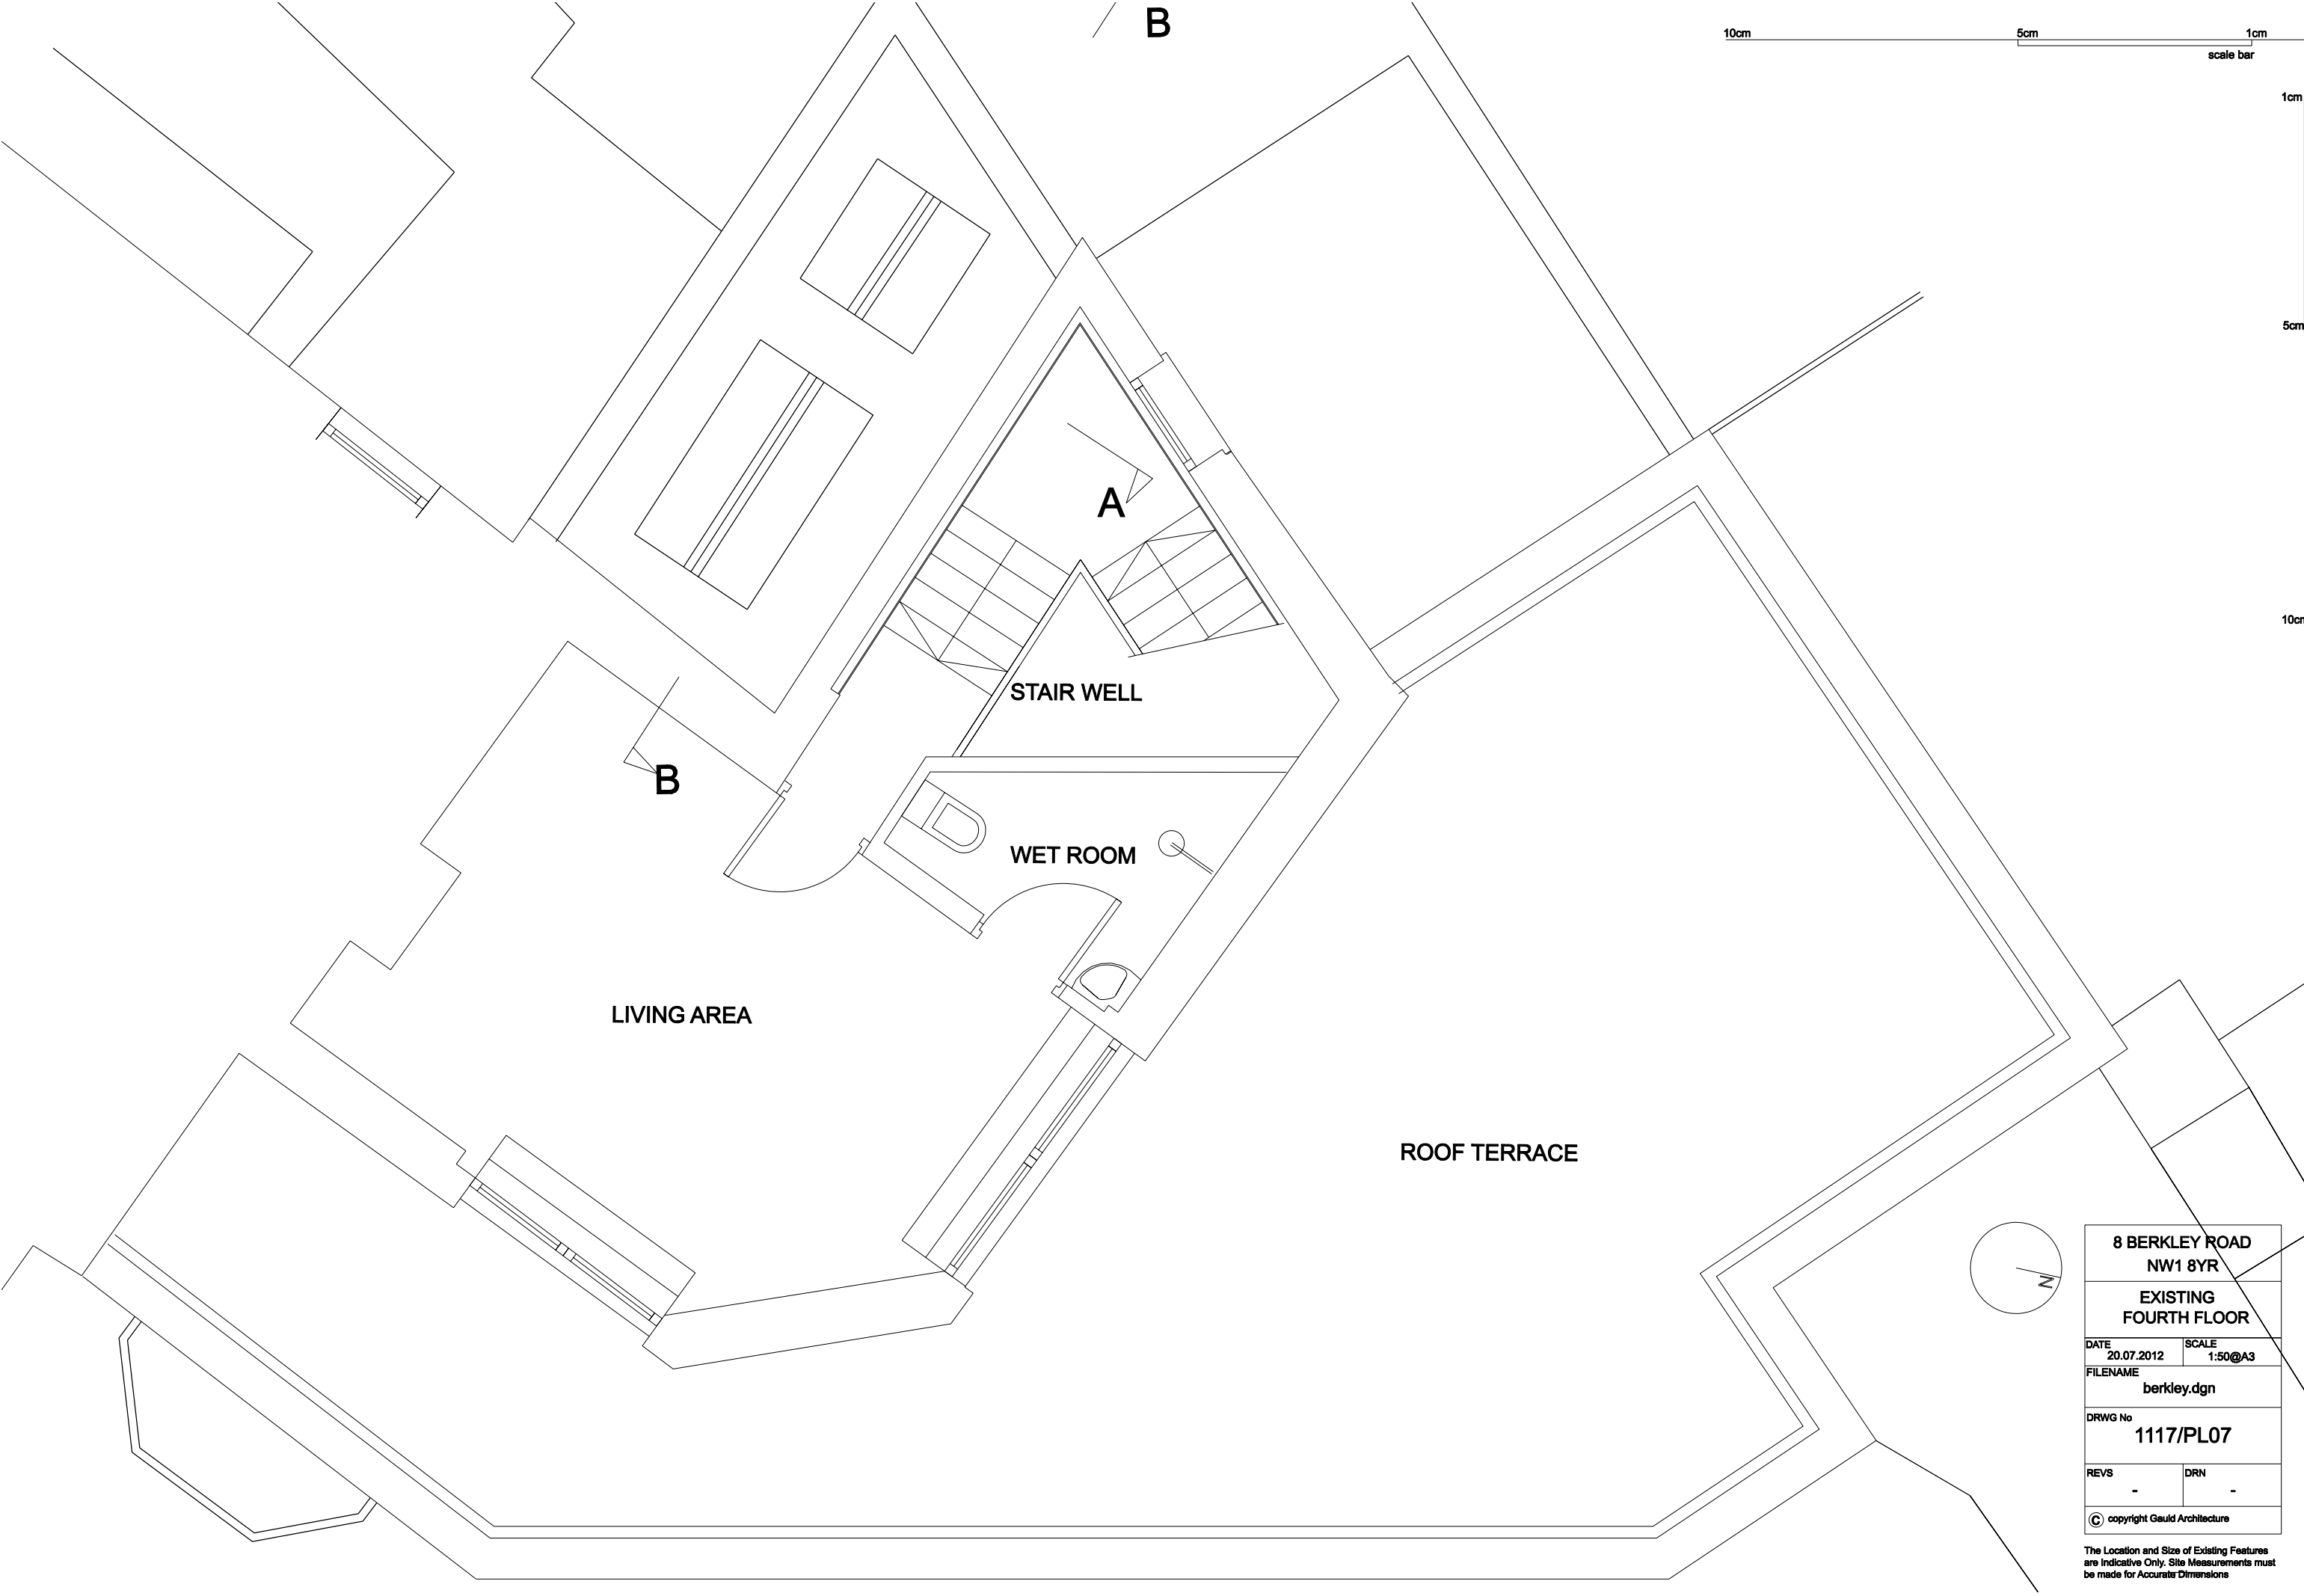 B
10cm
5cm
1cm
scale bar
1cm
5cm
A
STAIR WELL
B
WET ROOM
LIVING AREA
ROOF TERRACE
N
8 BERKLEY ROAD
NW1 8YR
EXISTING
FOURTH FLOOR
DATE
20.07.2012
SCALE
1:50@A3
FILENAME
berkley.dgn
DRWG No
1117/PL07
REVS
-
DRN
-
© copyright Gauld Architecture
The Location and Size of Existing Features
are Indicative Only. Site Measurements must
be made for Accurate Dimensions